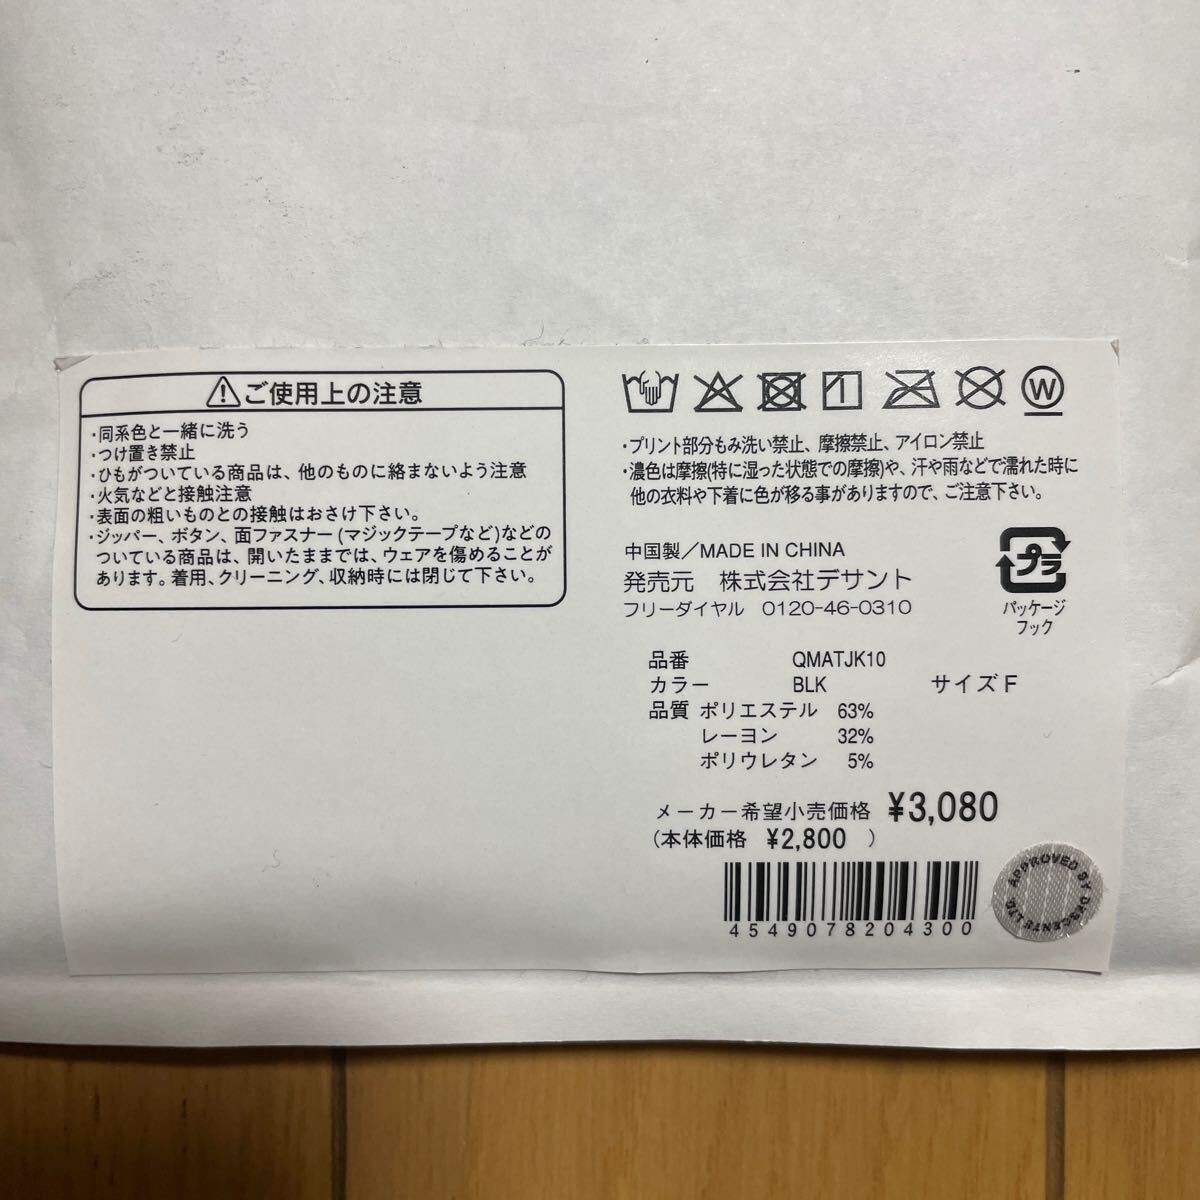 ご使用上の注意
・同系色と一緒に洗う
・つけ置き禁止
・ひもがついている商品は、他のものに絡まないよう注意
・火気などと接触注意
・表面の粗いものとの接触はおさけ下さい。
・ジッパー、ボタン、面ファスナー(マジックテープなど)などの
ついている商品は、開いたままでは、ウェアを傷めることが
あります。着用、クリーニング、収納時には閉じて下さい。
W
・プリント部分もみ洗い禁止、摩擦禁止、アイロン禁止
・濃色は摩擦(特に湿った状態での摩擦)や、汗や雨などで濡れた時に
他の衣料や下着に色が移る事がありますので、ご注意下さい。
中国製／MADE IN CHINA
発売元 株式会社デサント
フリーダイヤル 0120-46-0310
プラ
パッケージ
フック
品番 QMATJK10
カラー BLK サイズ F
品質 ポリエステル 63%
レーヨン 32%
ポリウレタン 5%
メーカー希望小売価格 ¥3,080
(本体価格 ¥2,800 )
4549078204300
APPROVED BY DESCENTE LTD.